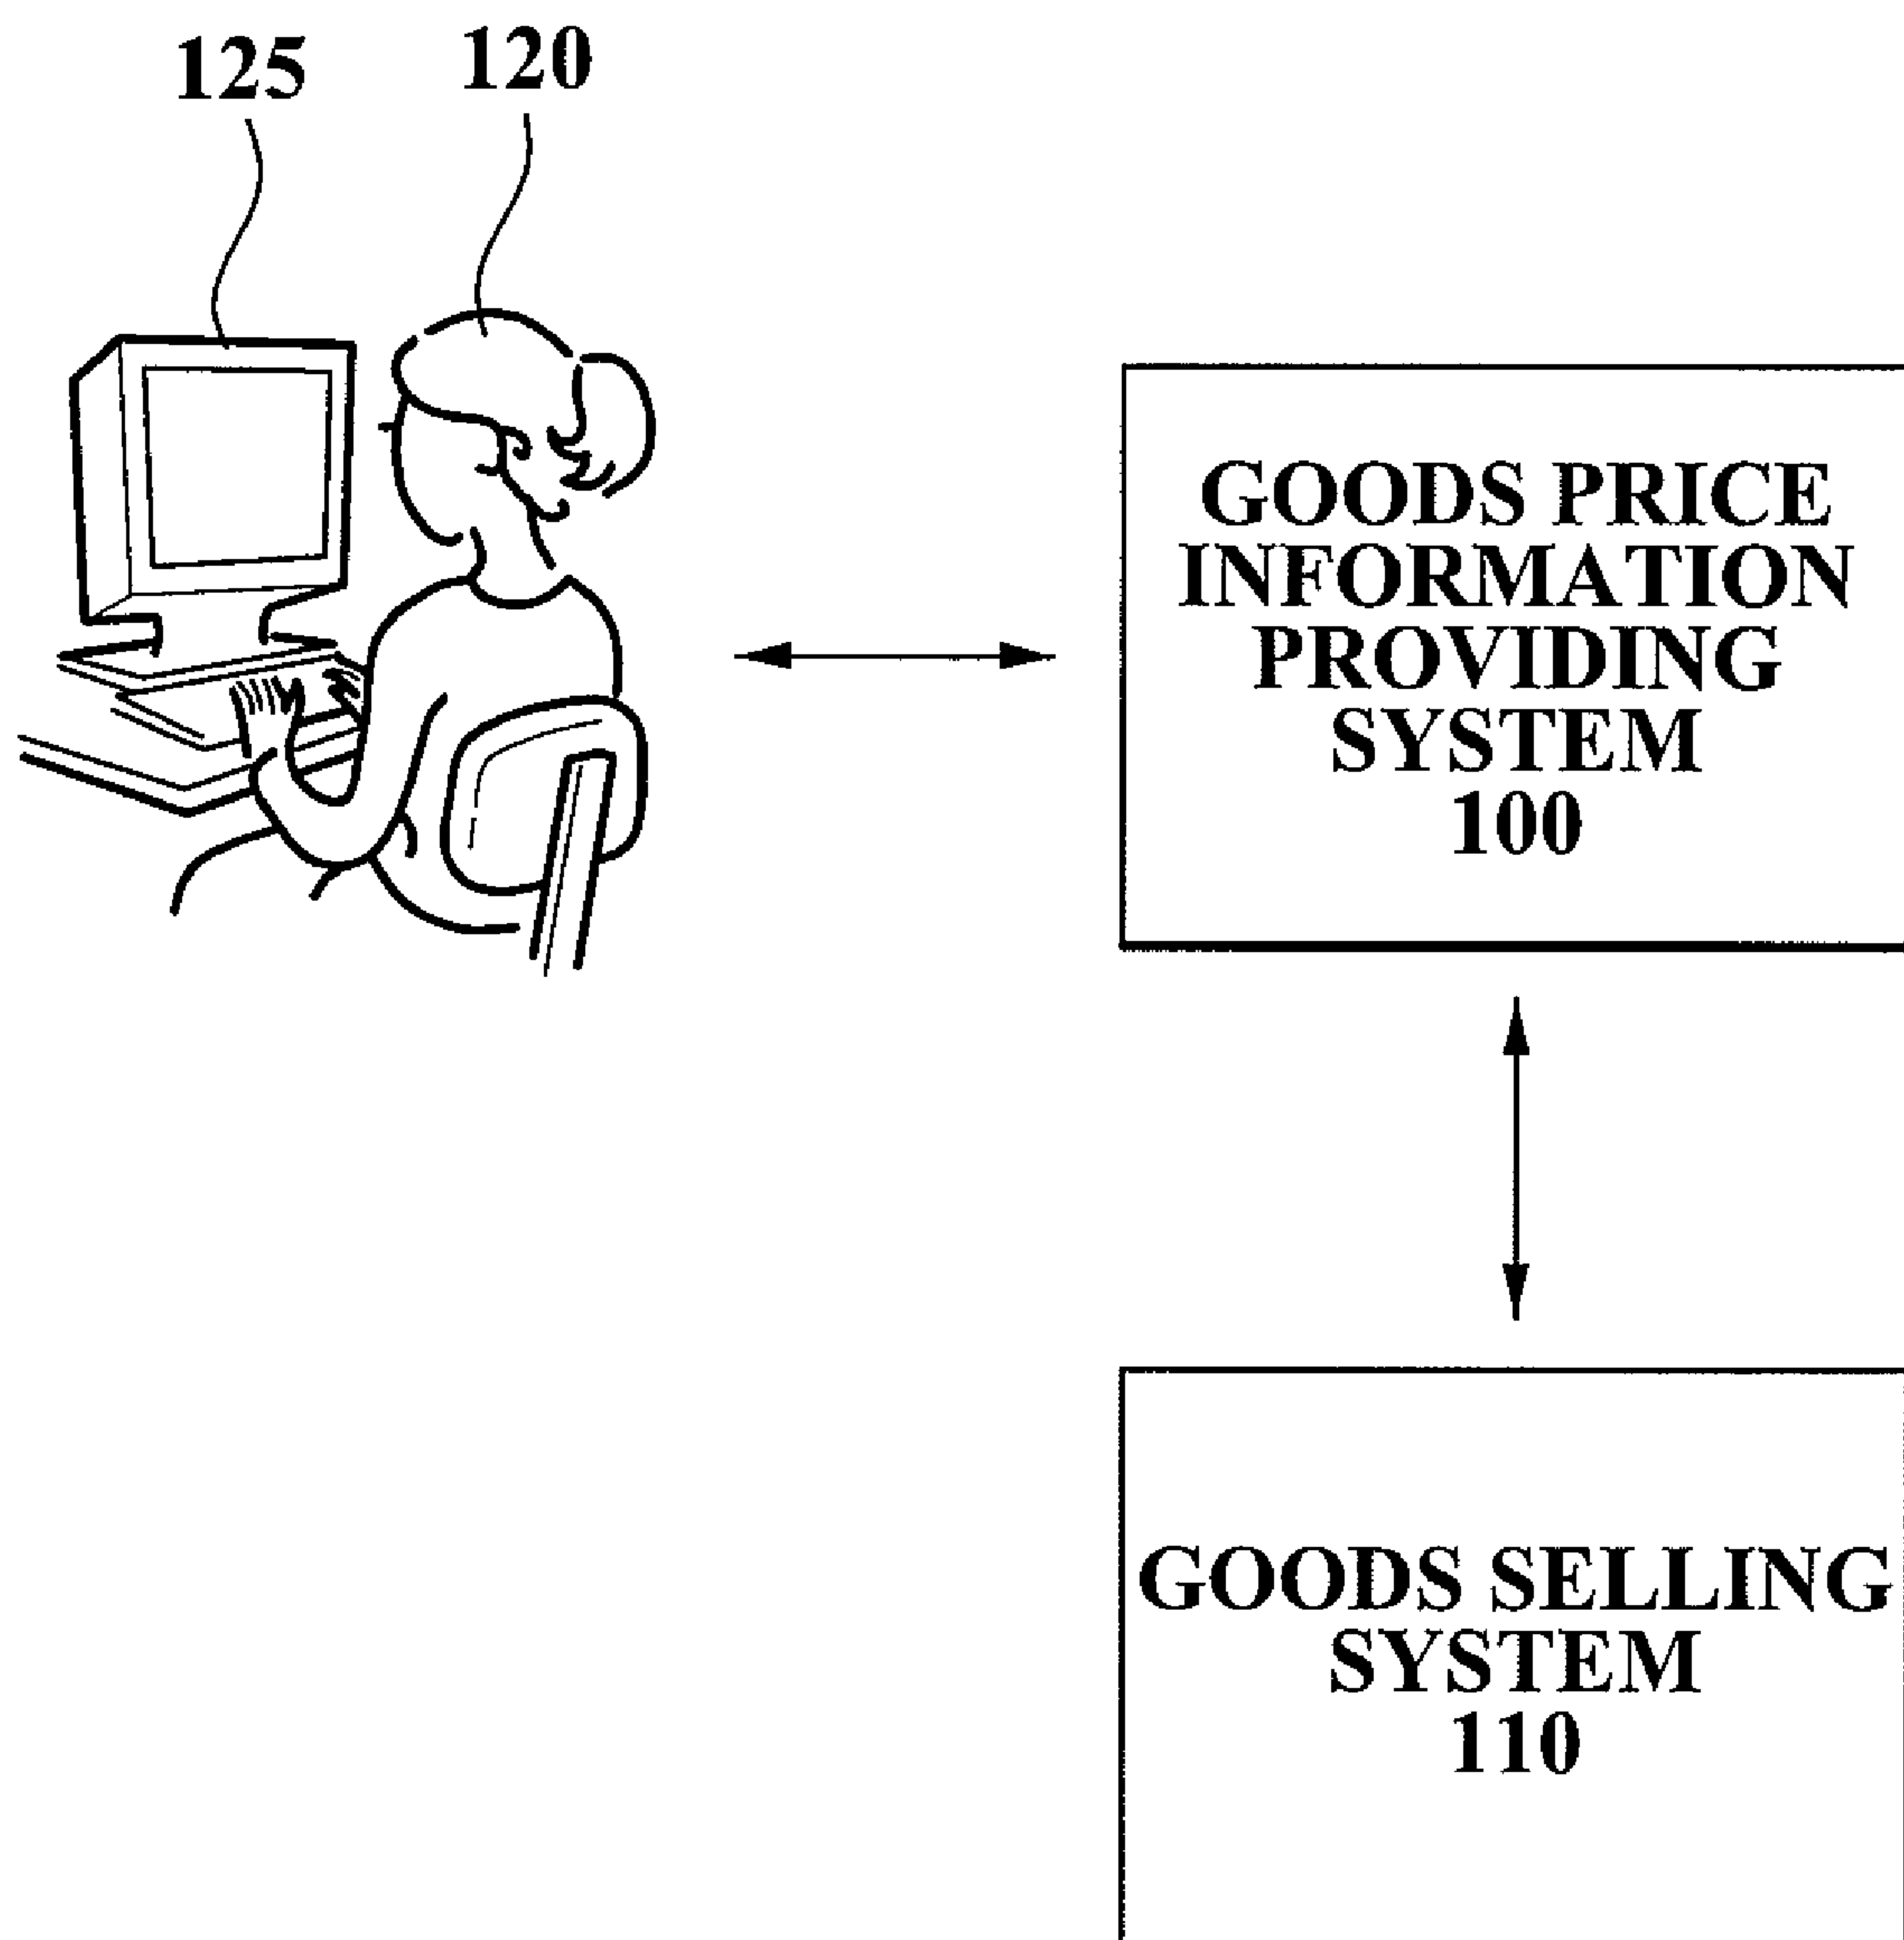 125
120
GOODS PRICE
INFORMATION
PROVIDING
SYSTEM
100
GOODS SELLING
SYSTEM
110